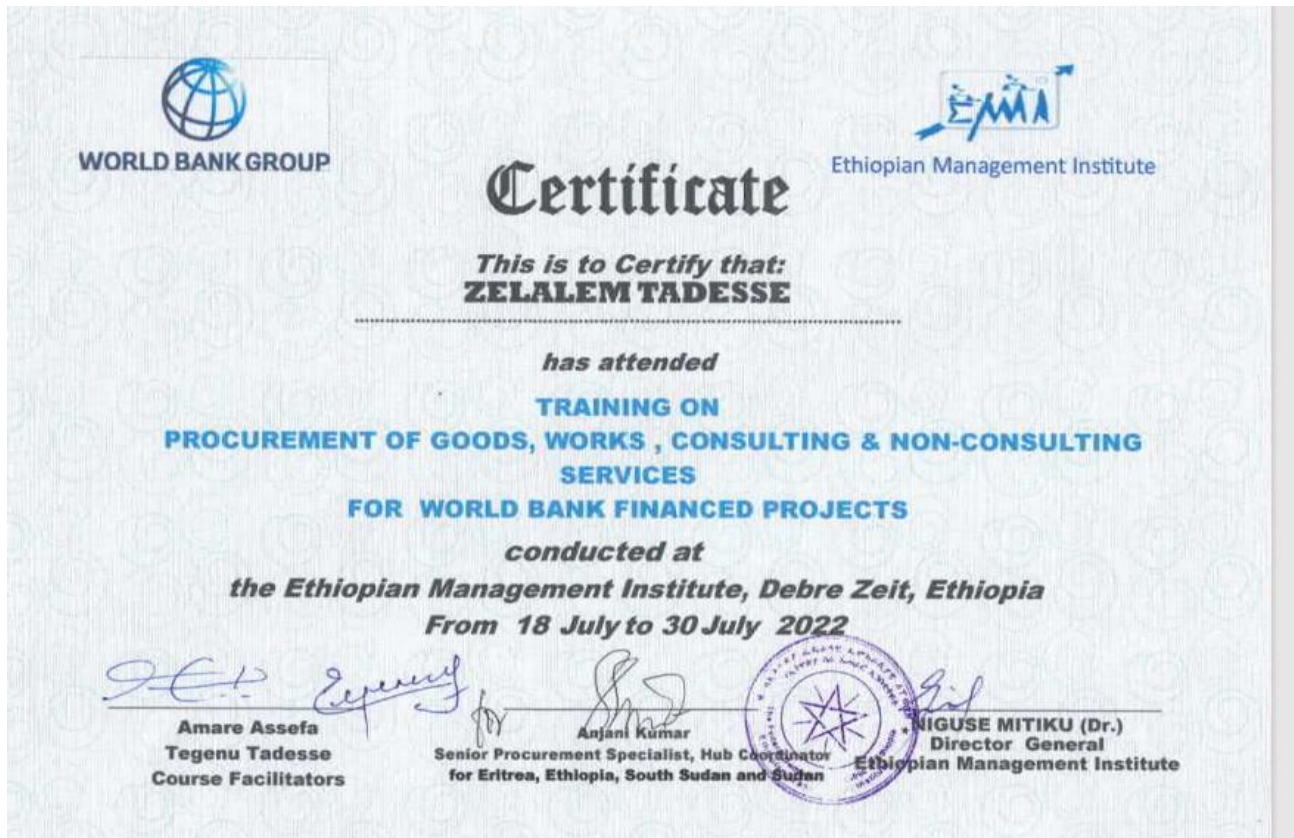 WORLD BANK GROUP
EMI
Ethiopian Management Institute
Certificate
This is to Certify that:
ZELALEM TADESSE
has attended
TRAINING ON
PROCUREMENT OF GOODS, WORKS , CONSULTING & NON-CONSULTING
SERVICES
FOR WORLD BANK FINANCED PROJECTS
conducted at
the Ethiopian Management Institute, Debre Zeit, Ethiopia
From 18 July to 30 July 2022
Amare Assefa
Tegenu Tadesse
Course Facilitators
for
Anjani Kumar
Senior Procurement Specialist, Hub Coordinator
for Eritrea, Ethiopia, South Sudan and Sudan
NIGUSE MITIKU (Dr.)
Director General
Ethiopian Management Institute